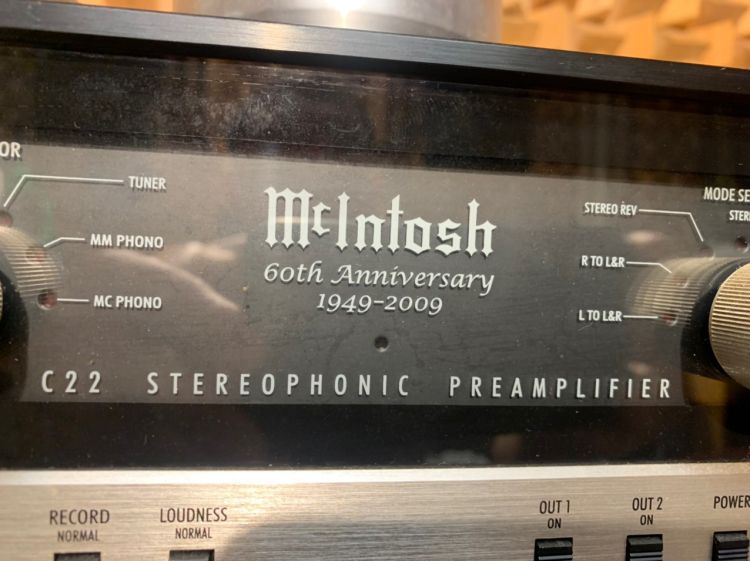 OR
TUNER
MM PHONO
MC PHONO
McIntosh
60th Anniversary
1949-2009
MODE SE
STER
STEREO REV
R TO L&R
L TO L&R
C22 STEREOPHONIC PREAMPLIFIER
RECORD
NORMAL
LOUDNESS
NORMAL
OUT 1
ON
OUT 2
ON
POWER